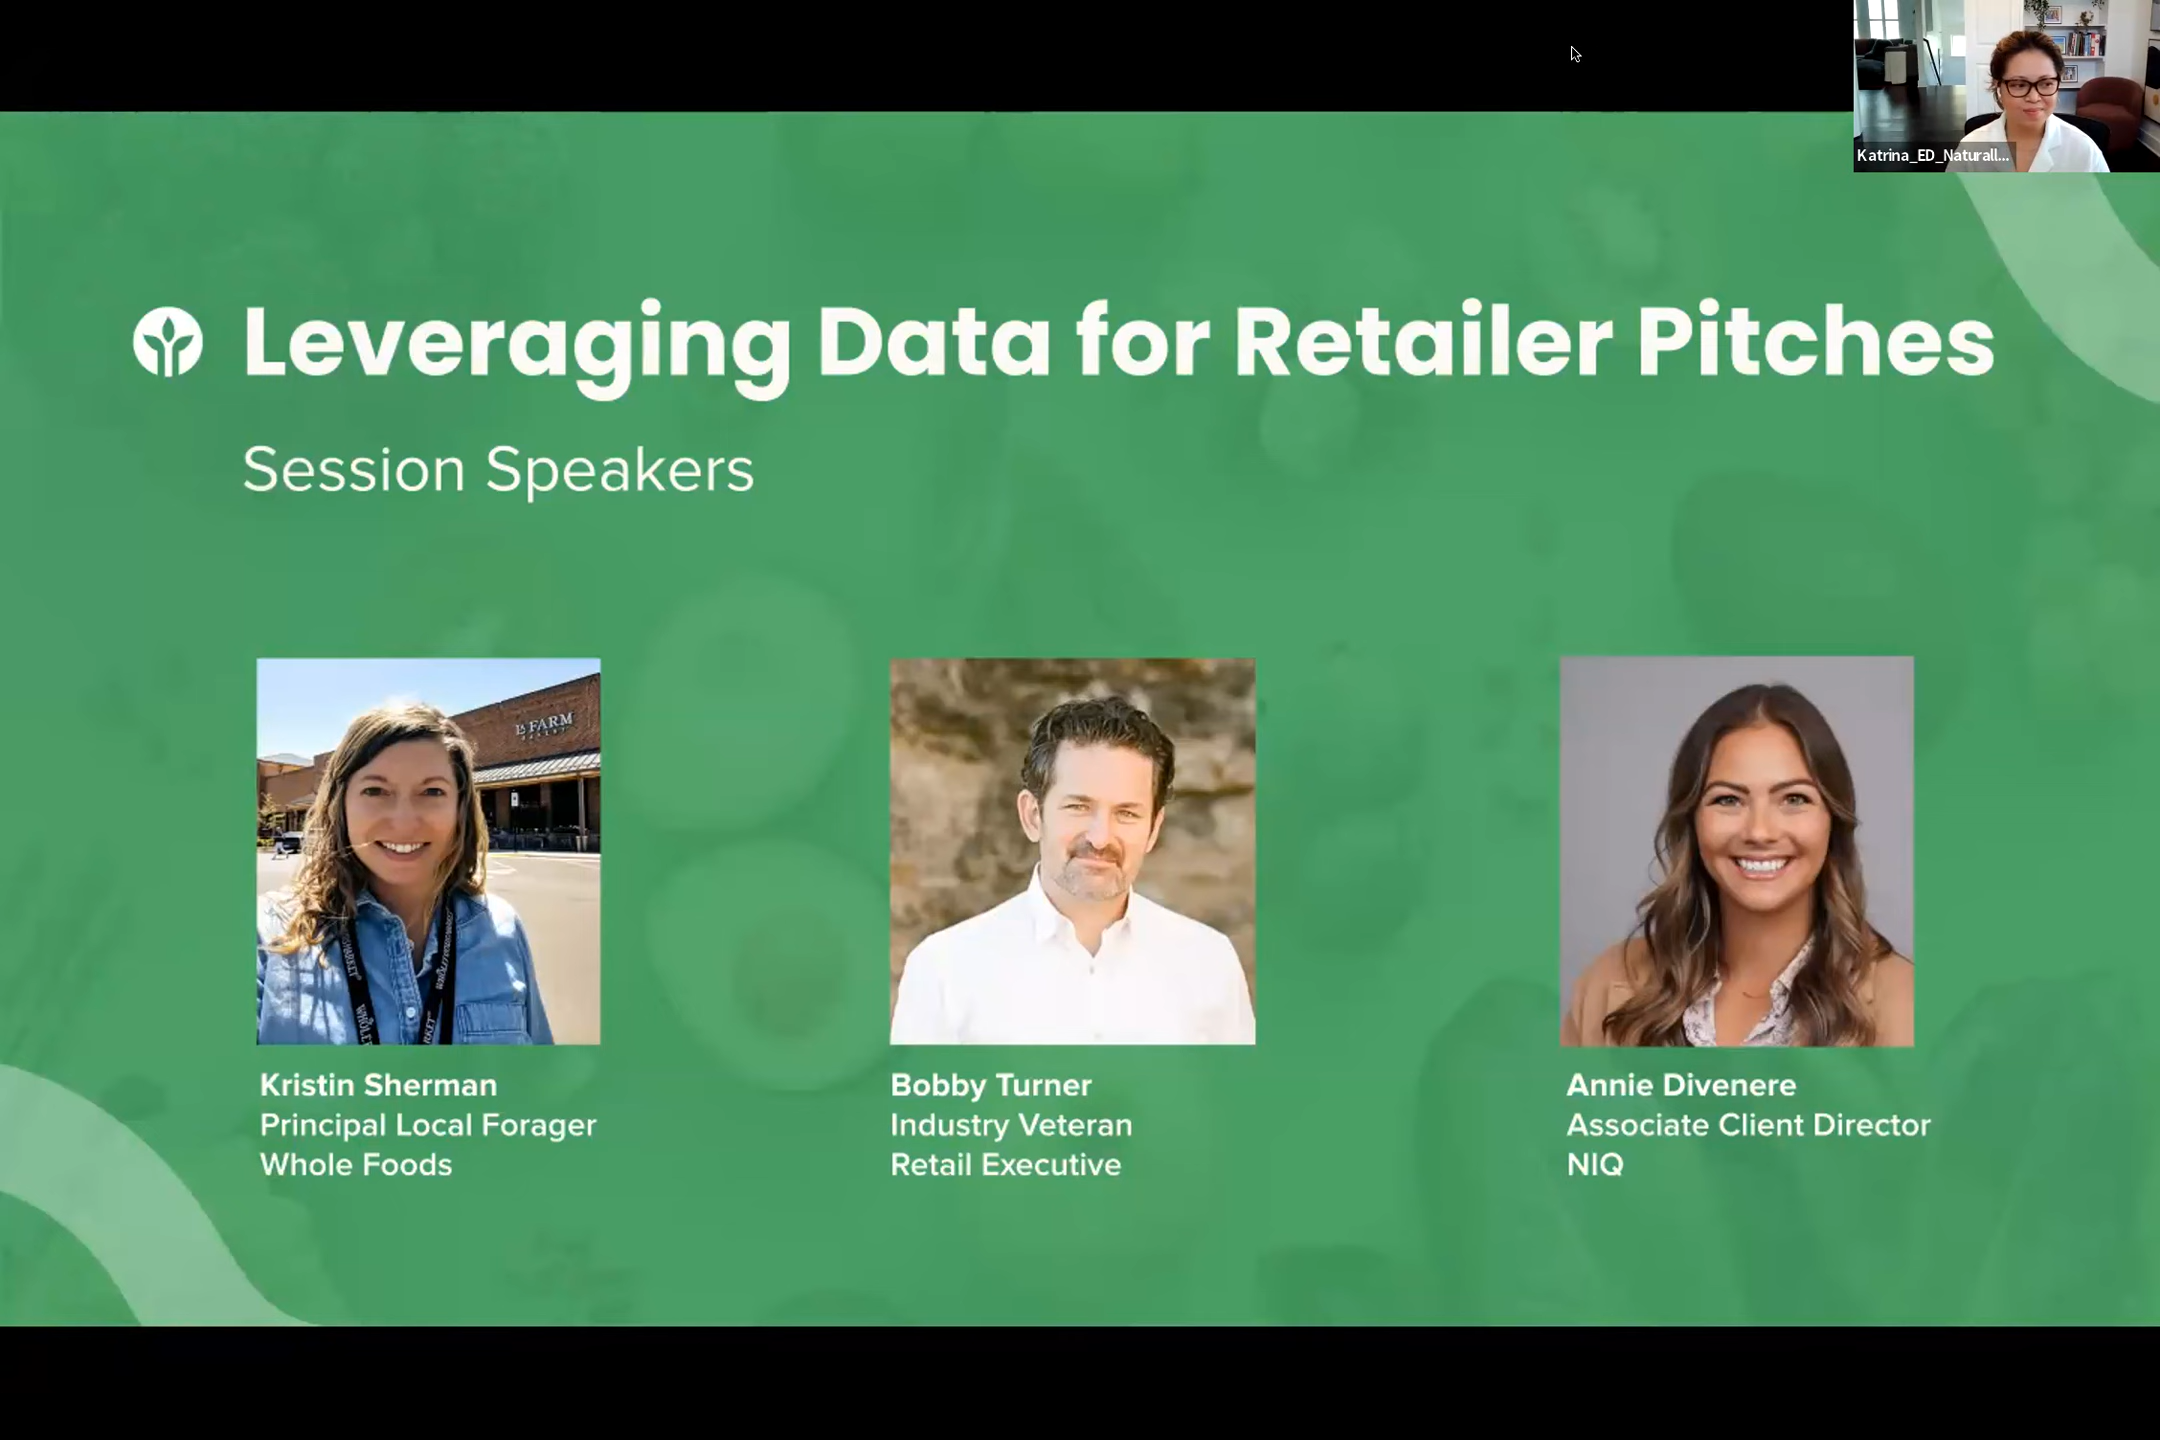 Katrina_ED_Naturall...
Leveraging Data for Retailer Pitches
Session Speakers
FARM
Kristin Sherman
Principal Local Forager
Whole Foods
Bobby Turner
Industry Veteran
Retail Executive
Annie Divenere
Associate Client Director
NIQ